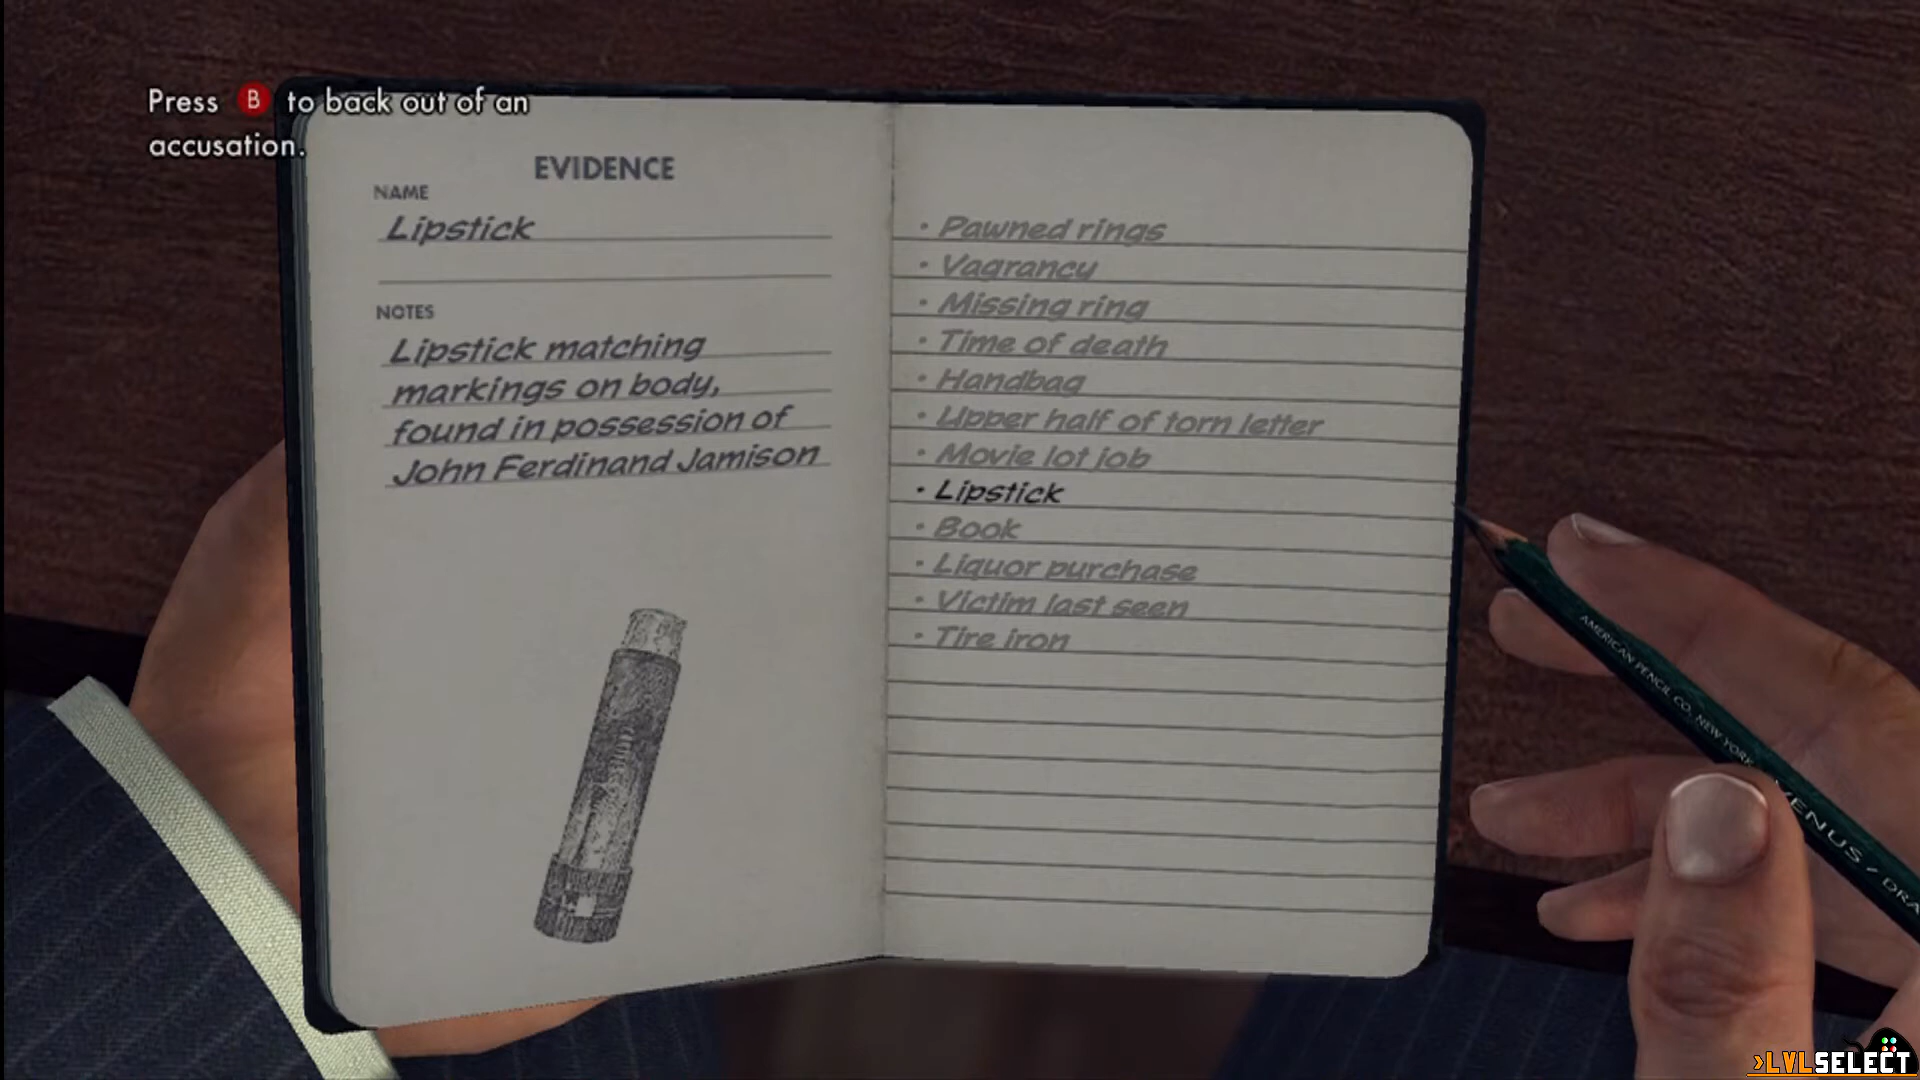 Press B to back out of an
accusation.
EVIDENCE
NAME
Lipstick
NOTES
Lipstick matching
markings on body,
found in possession of
John Ferdinand Jamison
• Pawned rings
• Vagrancy
• Missing ring
• Time of death
• Handbag
• Upper half of torn letter
• Movie lot job
• Lipstick
• Book
• Liquor purchase
• Victim last seen
• Tire iron
AMERICAN PENCIL CO. NEW YORK
VENUS / DRA
LVLSELECT